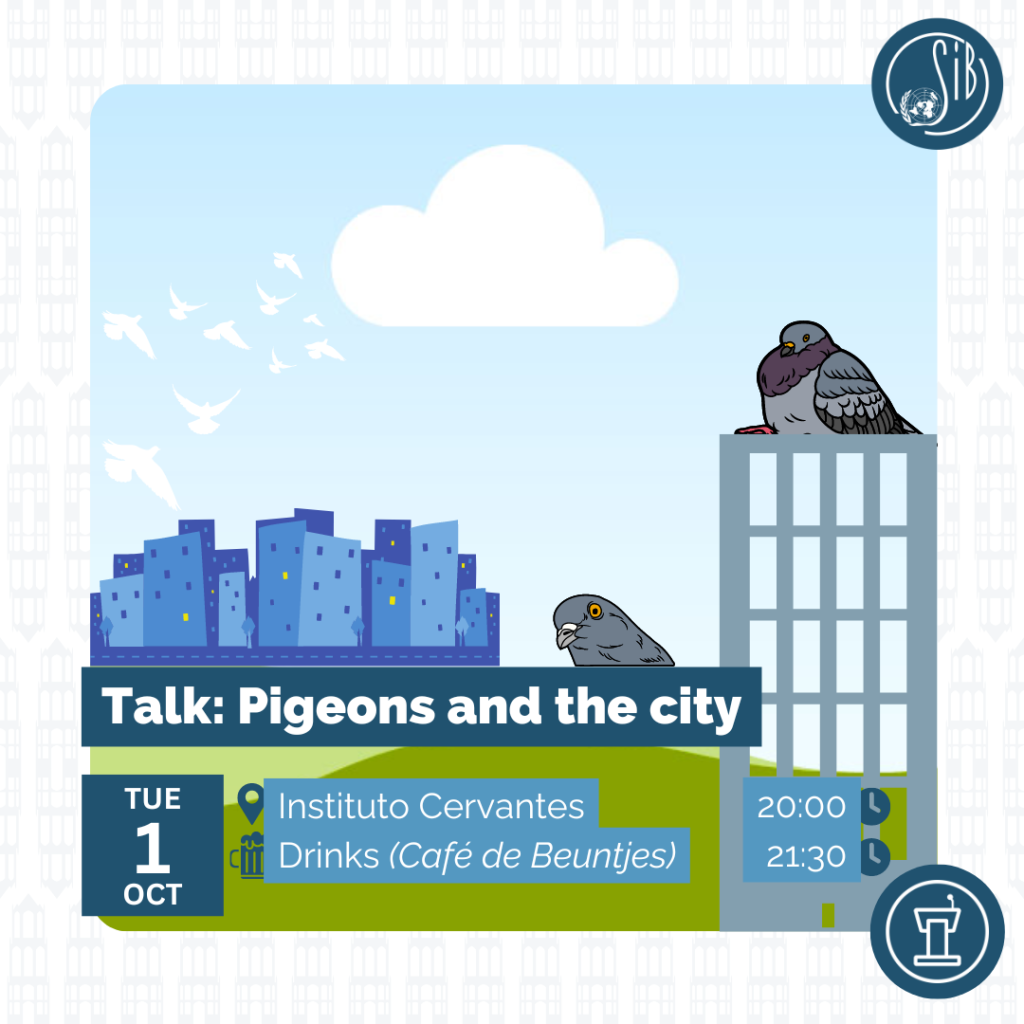 SiB
Talk: Pigeons and the city
TUE
1
OCT
Instituto Cervantes
20:00
Drinks (Café de Beuntjes)
21:30